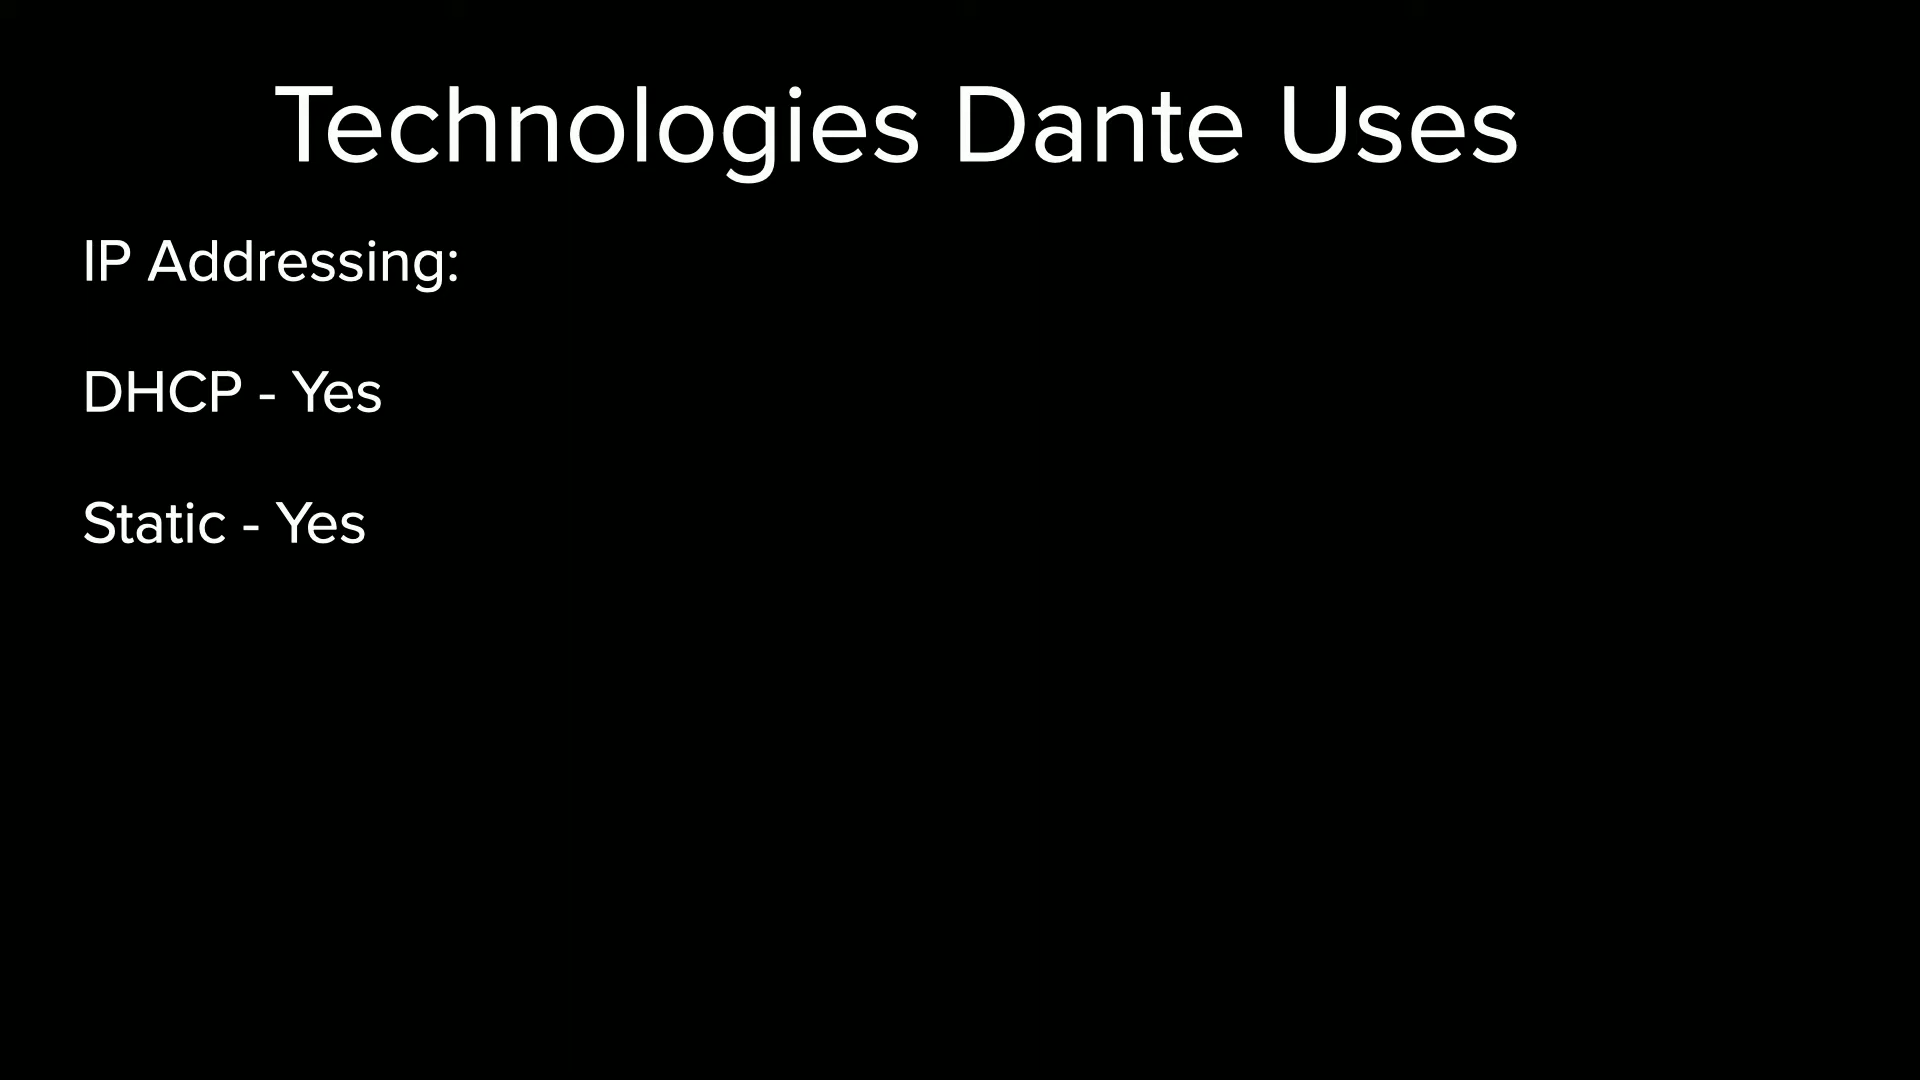 Technologies Dante Uses
IP Addressing:
DHCP - Yes
Static - Yes